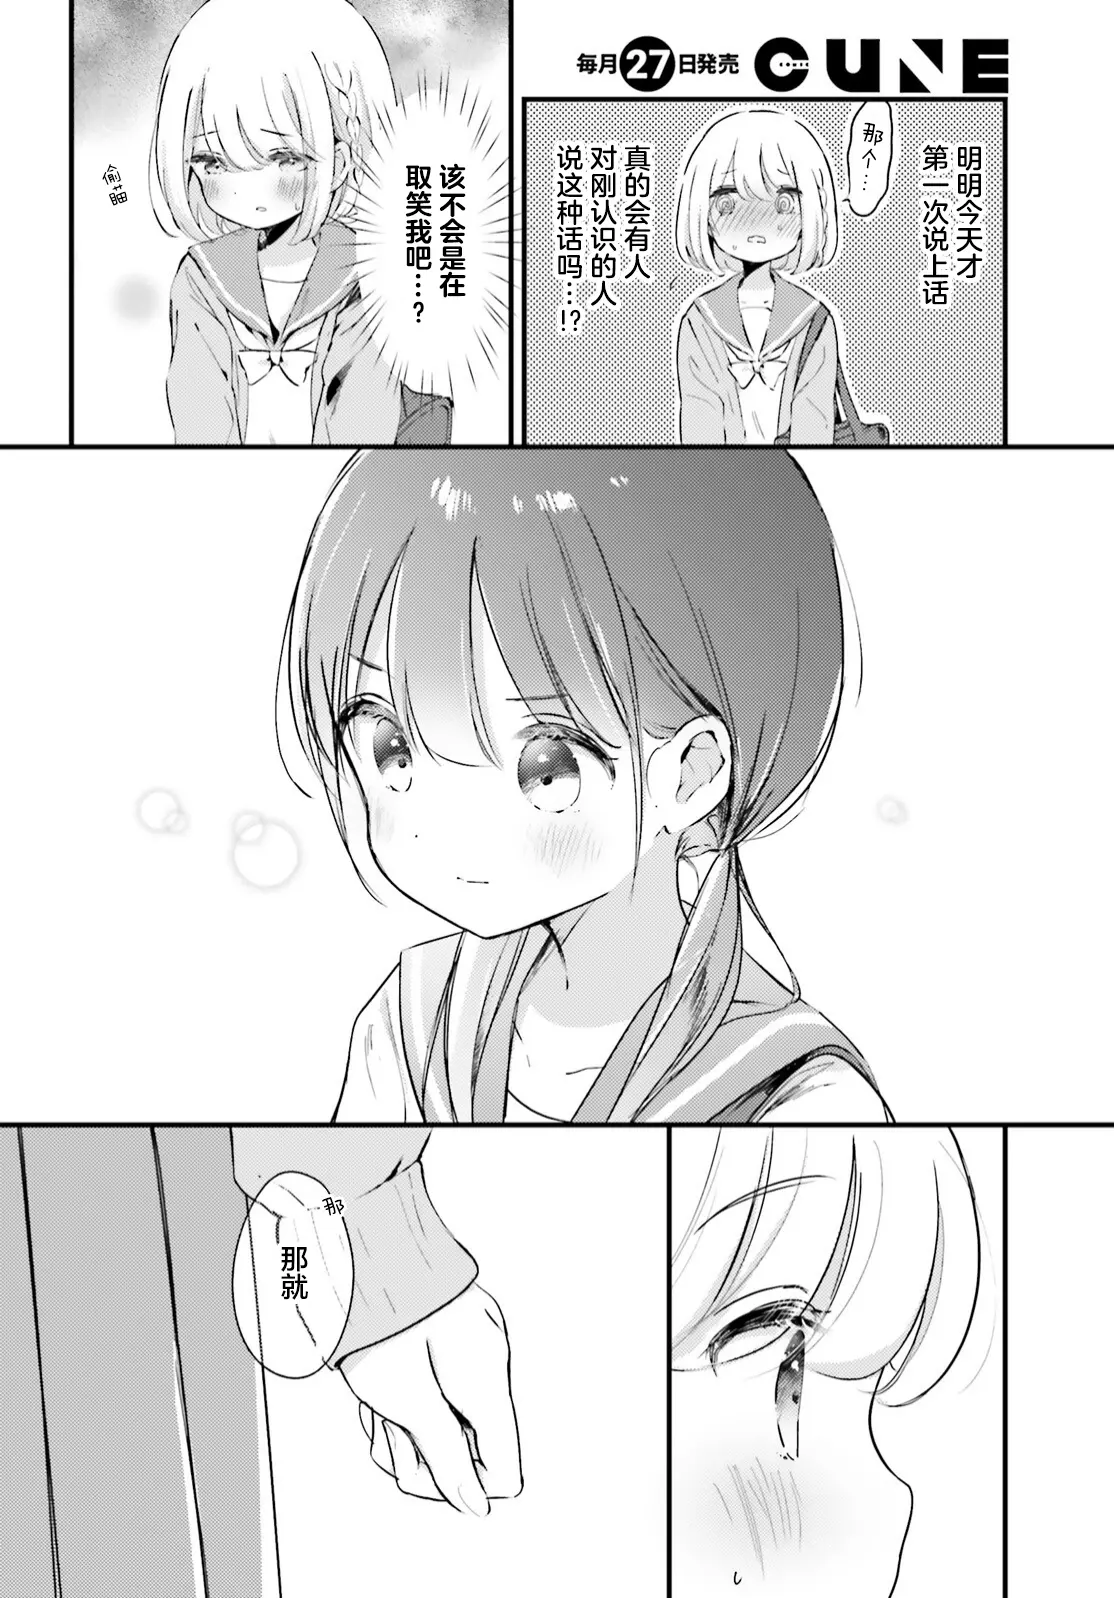 毎月27日発売 COMIC CUNE
明明今天才
第一次说上话
那个…
真的会有人
对刚认识的人
说这种话吗…!?
该不会是在
取笑我吧…?
偷瞄
那
那就